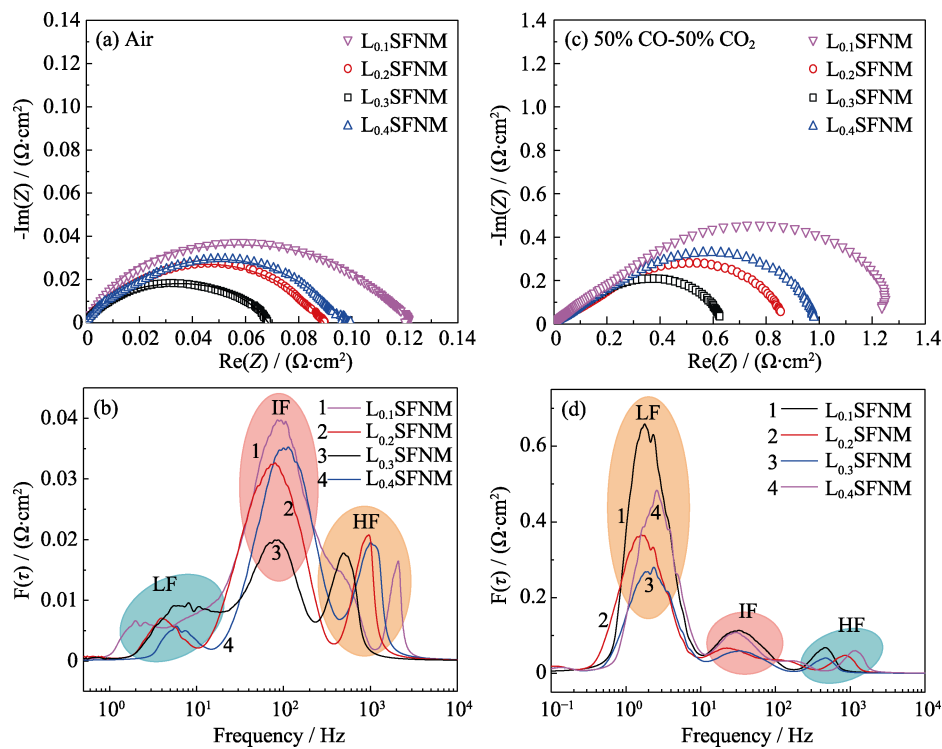 (a) Air
L0.1SFNM
L0.2SFNM
L0.3SFNM
L0.4SFNM
0.14
0.12
0.10
0.08
0.06
0.04
0.02
0
-Im(Z) / (Ω·cm²)
0 0.02 0.04 0.06 0.08 0.10 0.12 0.14
Re(Z) / (Ω·cm²)
(c) 50% CO-50% CO₂
L0.1SFNM
L0.2SFNM
L0.3SFNM
L0.4SFNM
1.4
1.2
1.0
0.8
0.6
0.4
0.2
0
-Im(Z) / (Ω·cm²)
0 0.2 0.4 0.6 0.8 1.0 1.2 1.4
Re(Z) / (Ω·cm²)
(b)
IF
1 L0.1SFNM
2 L0.2SFNM
3 L0.3SFNM
4 L0.4SFNM
1
2
3
4
LF
HF
0.04
0.03
0.02
0.01
0
F(τ) / (Ω·cm²)
10⁰ 10¹ 10² 10³ 10⁴
Frequency / Hz
(d)
LF
1 L0.1SFNM
2 L0.2SFNM
3 L0.3SFNM
4 L0.4SFNM
1
4
3
2
IF
HF
0.6
0.4
0.2
0
F(τ) / (Ω·cm²)
10⁻¹ 10⁰ 10¹ 10² 10³ 10⁴
Frequency / Hz